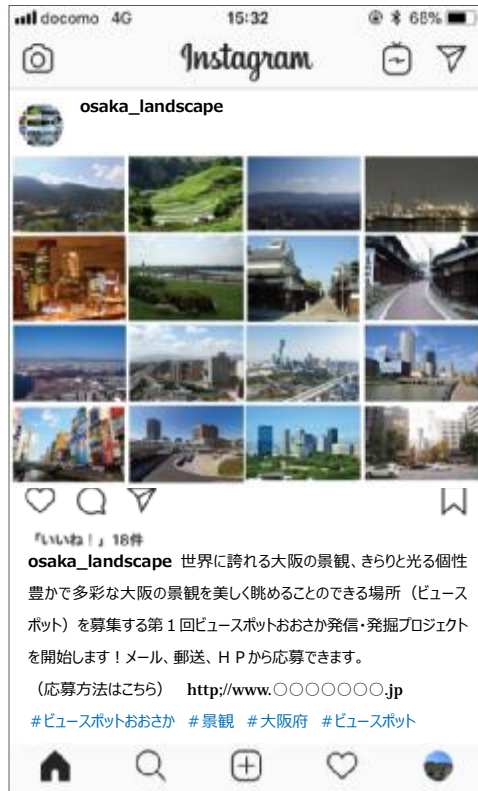 docomo 4G 15:32 68%
Instagram
osaka_landscape
「いいね！」18件
osaka_landscape 世界に誇れる大阪の景観、きらりと光る個性
豊かで多彩な大阪の景観を美しく眺めることのできる場所（ビュース
ポット）を募集する第１回ビュースポットおおさか発信・発掘プロジェクト
を開始します！メール、郵送、ＨＰから応募できます。
（応募方法はこちら） http;//www.○○○○○○○.jp
#ビュースポットおおさか #景観 #大阪府 #ビュースポット